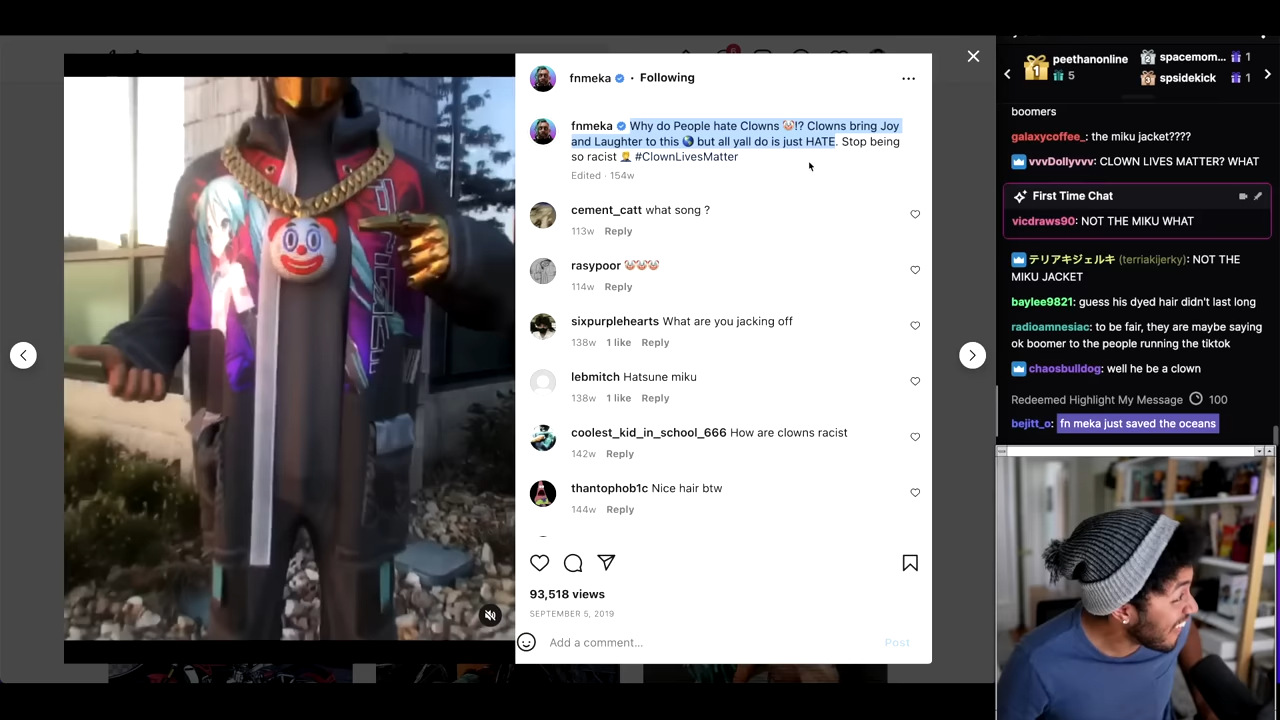 fnmeka • Following
fnmeka Why do People hate Clowns 🤡!? Clowns bring Joy
and Laughter to this 🌎 but all yall do is just HATE. Stop being
so racist 🤦‍♂️ #ClownLivesMatter
Edited · 154w
cement_catt what song ?
113w Reply
rasypoor 🤡🤡🤡
114w Reply
sixpurplehearts What are you jacking off
138w 1 like Reply
lebmitch Hatsune miku
138w 1 like Reply
coolest_kid_in_school_666 How are clowns racist
142w Reply
thantophob1c Nice hair btw
144w Reply
93,518 views
SEPTEMBER 5, 2019
Add a comment...
Post
1 peethanonline
5
2 spacemom... 1
3 spsidekick 1
boomers
galaxycoffee_: the miku jacket????
vvvDollyvvv: CLOWN LIVES MATTER? WHAT
First Time Chat
vicdraws90: NOT THE MIKU WHAT
テリアキジェルキ (terriakijerky): NOT THE
MIKU JACKET
baylee9821: guess his dyed hair didn't last long
radioamnesiac: to be fair, they are maybe saying
ok boomer to the people running the tiktok
chaosbulldog: well he be a clown
Redeemed Highlight My Message 100
bejitt_o: fn meka just saved the oceans